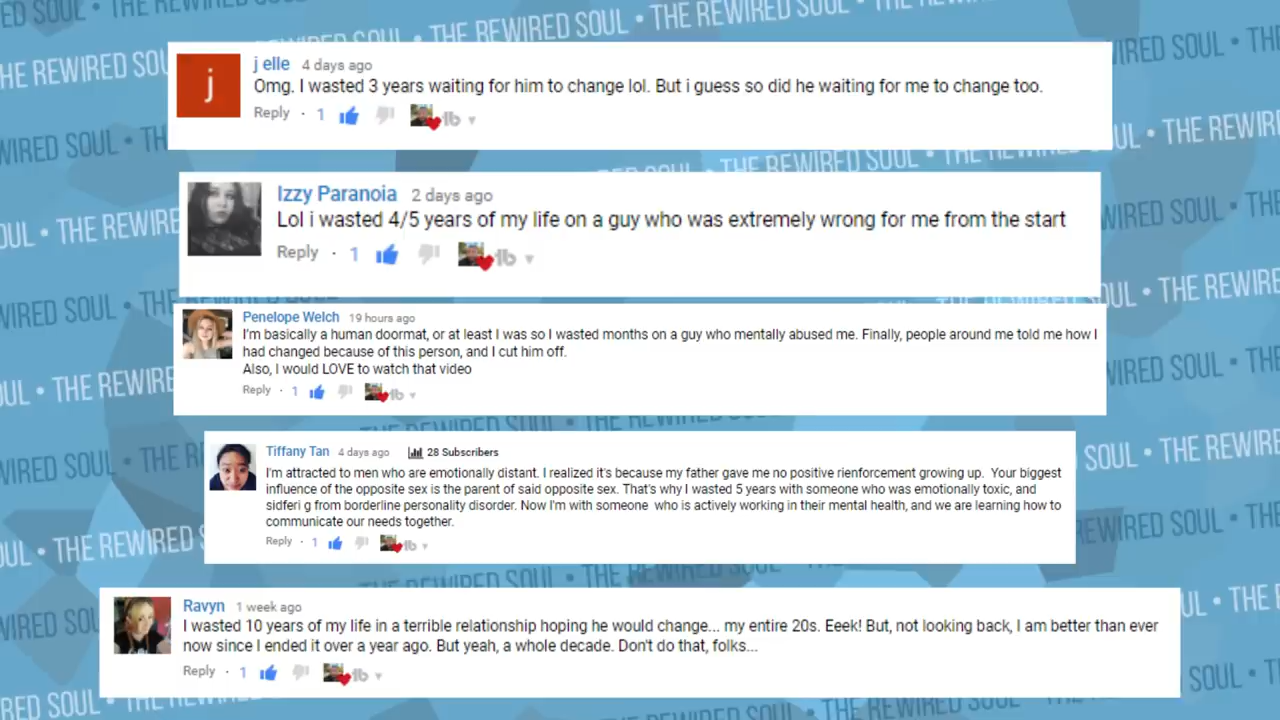 THE REWIRED SOUL • THE REWIRED SOUL • THE REWIRED SOUL
j
j elle 4 days ago
Omg. I wasted 3 years waiting for him to change lol. But i guess so did he waiting for me to change too.
Reply · 1
Izzy Paranoia 2 days ago
Lol i wasted 4/5 years of my life on a guy who was extremely wrong for me from the start
Reply · 1
Penelope Welch 19 hours ago
I'm basically a human doormat, or at least I was so I wasted months on a guy who mentally abused me. Finally, people around me told me how I
had changed because of this person, and I cut him off.
Also, I would LOVE to watch that video
Reply · 1
Tiffany Tan 4 days ago 28 Subscribers
I'm attracted to men who are emotionally distant. I realized it's because my father gave me no positive rienforcement growing up. Your biggest
influence of the opposite sex is the parent of said opposite sex. That's why I wasted 5 years with someone who was emotionally toxic, and
sidferi g from borderline personality disorder. Now I'm with someone who is actively working in their mental health, and we are learning how to
communicate our needs together.
Reply · 1
Ravyn 1 week ago
I wasted 10 years of my life in a terrible relationship hoping he would change... my entire 20s. Eeek! But, not looking back, I am better than ever
now since I ended it over a year ago. But yeah, a whole decade. Don't do that, folks...
Reply · 1